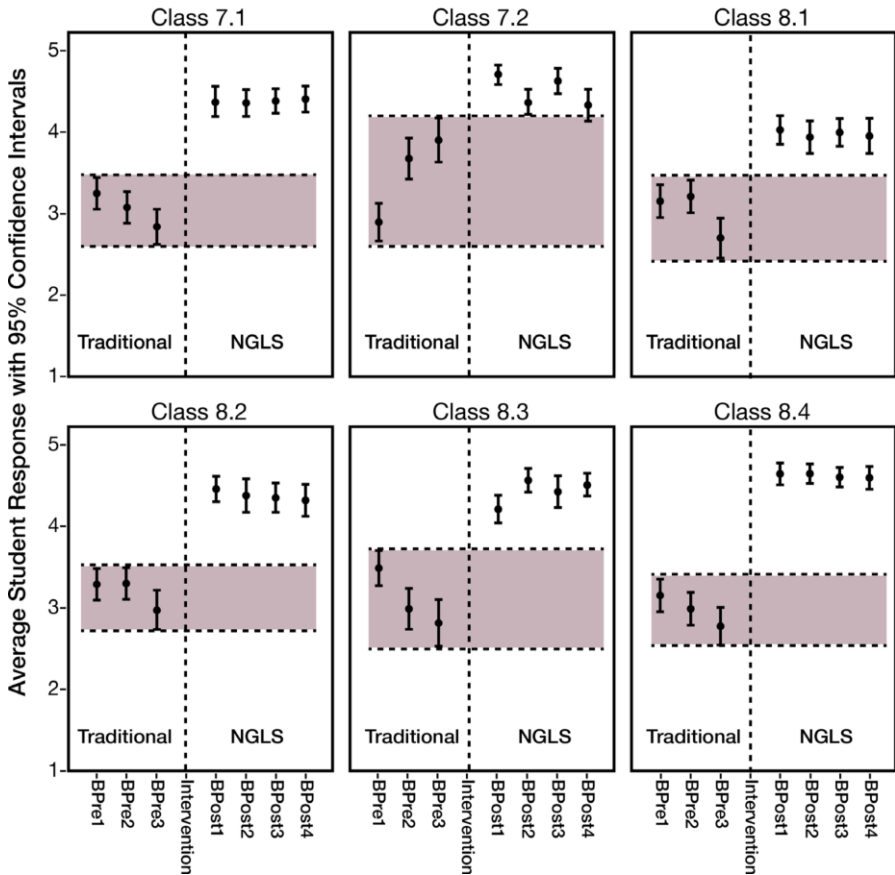 Average Student Response with 95% Confidence Intervals
Class 7.1
Class 7.2
Class 8.1
5
4
3
2
1
Traditional
NGLS
Traditional
NGLS
Traditional
NGLS
Class 8.2
Class 8.3
Class 8.4
5
4
3
2
1
Traditional
NGLS
Traditional
NGLS
Traditional
NGLS
BPre1
BPre2
BPre3
Intervention
BPost1
BPost2
BPost3
BPost4
BPre1
BPre2
BPre3
Intervention
BPost1
BPost2
BPost3
BPost4
BPre1
BPre2
BPre3
Intervention
BPost1
BPost2
BPost3
BPost4